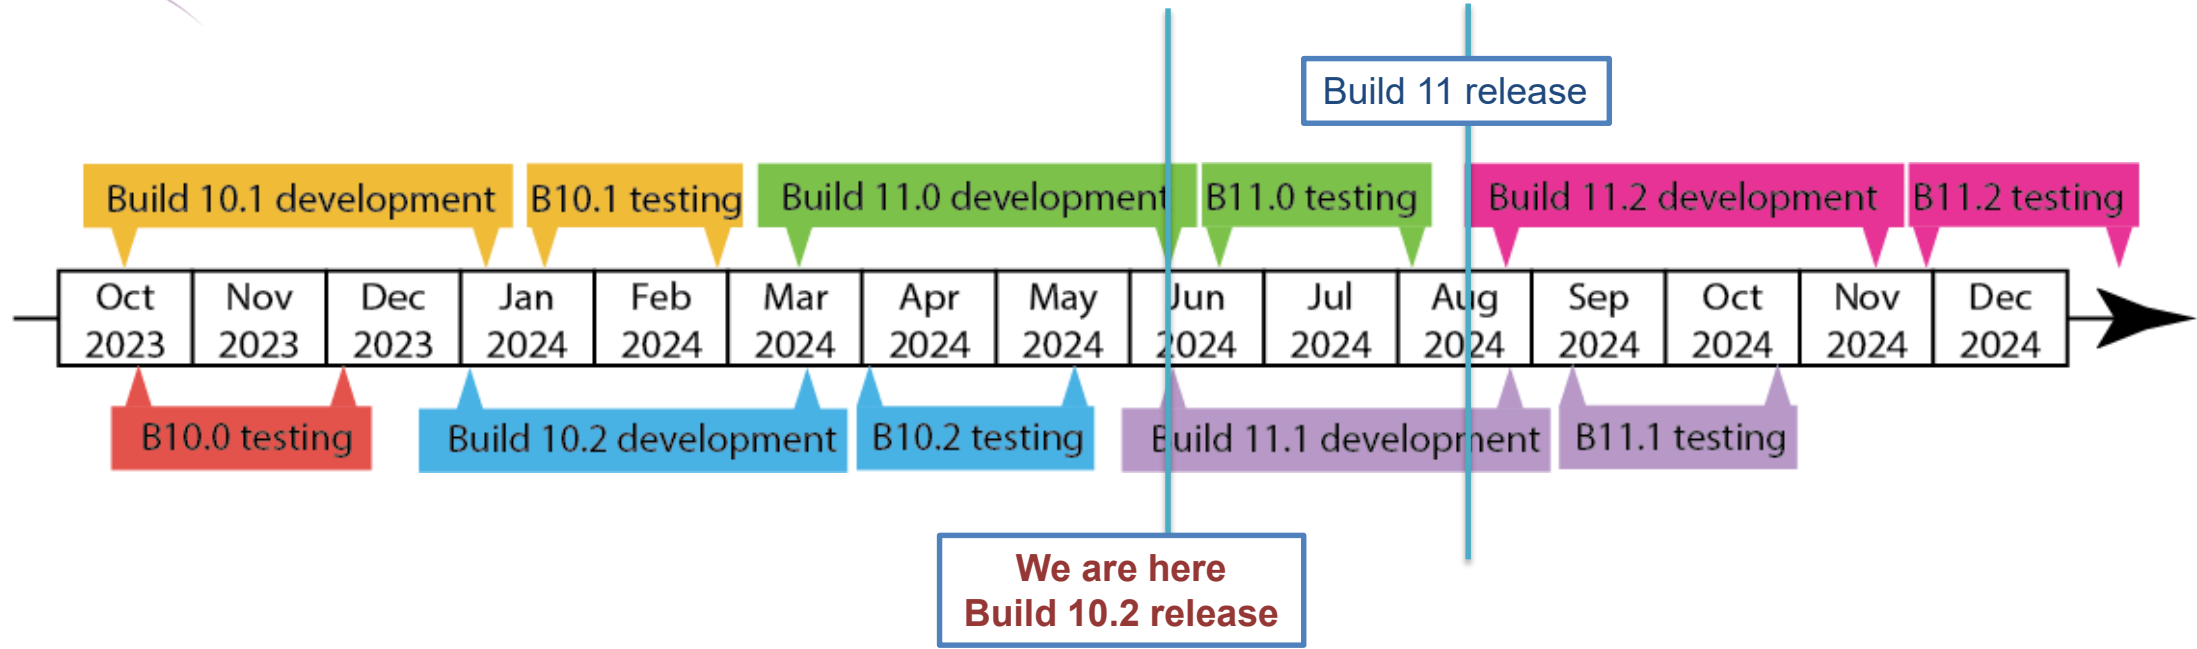 Build 11 release
Build 10.1 development
B10.1 testing
Build 11.0 development
B11.0 testing
Build 11.2 development
B11.2 testing
Oct
2023
Nov
2023
Dec
2023
Jan
2024
Feb
2024
Mar
2024
Apr
2024
May
2024
Jun
2024
Jul
2024
Aug
2024
Sep
2024
Oct
2024
Nov
2024
Dec
2024
B10.0 testing
Build 10.2 development
B10.2 testing
Build 11.1 development
B11.1 testing
We are here
Build 10.2 release